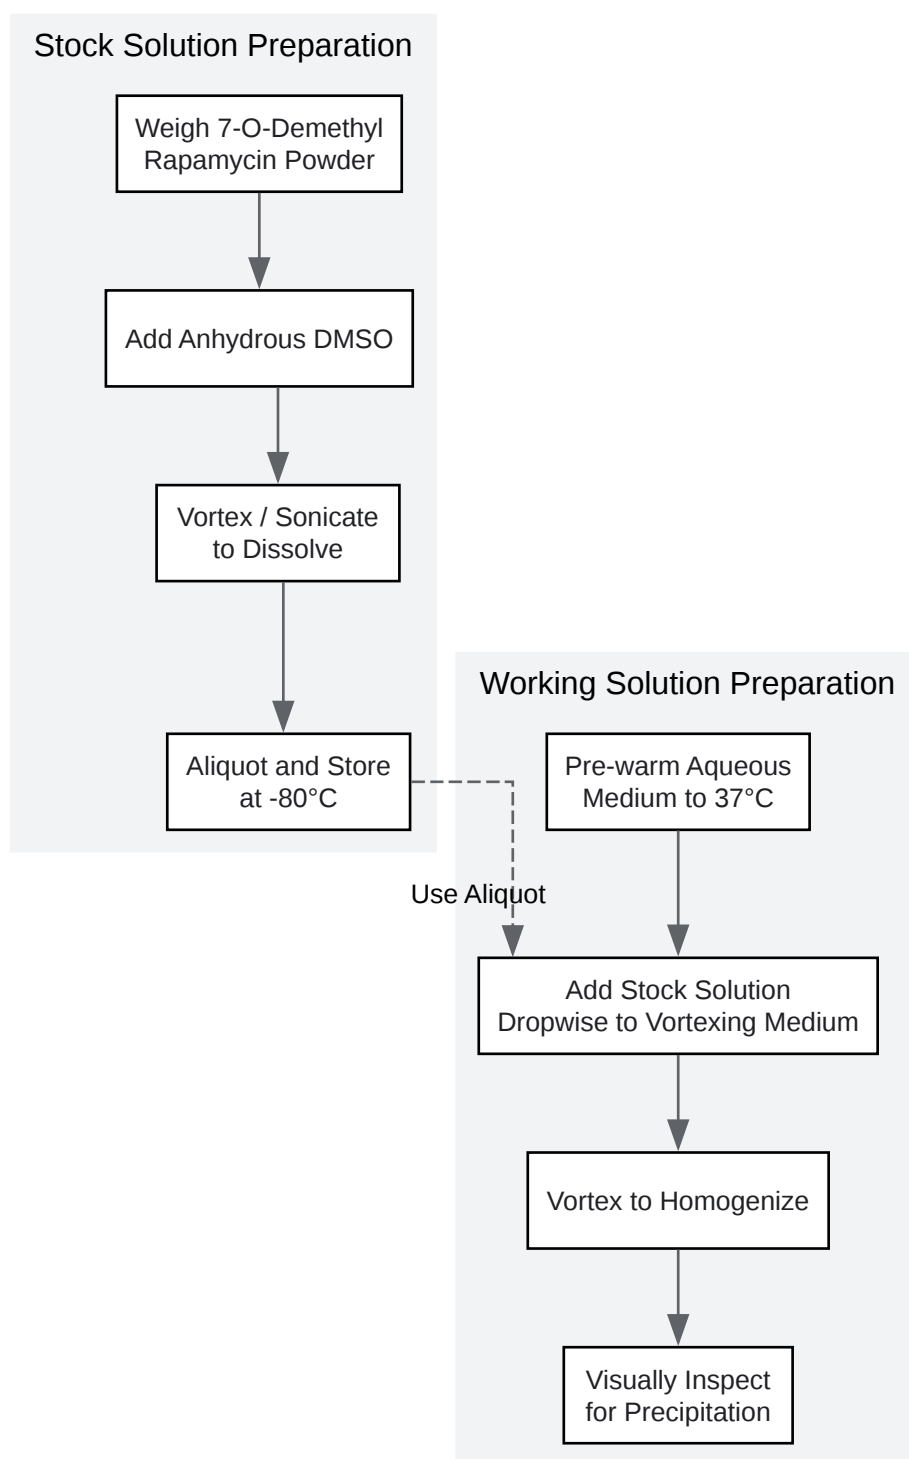 Stock Solution Preparation
Weigh 7-O-Demethyl
Rapamycin Powder
Add Anhydrous DMSO
Vortex / Sonicate
to Dissolve
Aliquot and Store
at -80°C
Use Aliquot
Working Solution Preparation
Pre-warm Aqueous
Medium to 37°C
Add Stock Solution
Dropwise to Vortexing Medium
Vortex to Homogenize
Visually Inspect
for Precipitation